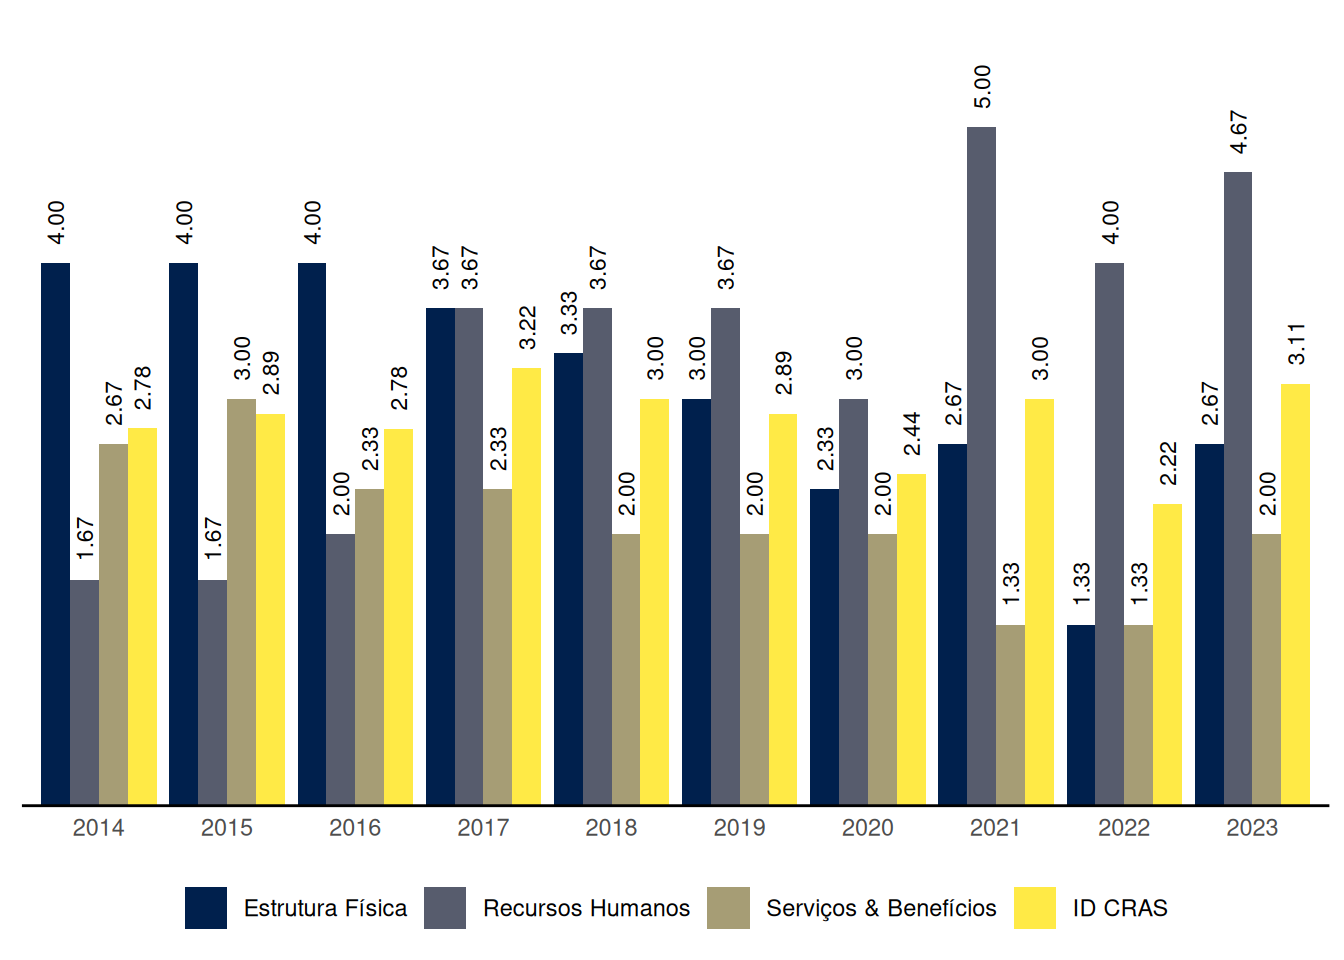 5.00
4.67
4.00 4.00 4.00 4.00
3.67 3.67 3.67 3.67
3.33 3.22 3.11
3.00 2.89 3.00 3.00 3.00 2.89 3.00
2.67 2.78 2.78 2.67 2.67
2.33 2.33 2.33 2.44
2.00 2.00 2.00 2.00 2.22 2.00
1.67 1.67 1.33 1.33 1.33
2014 2015 2016 2017 2018 2019 2020 2021 2022 2023
Estrutura Física Recursos Humanos Serviços & Benefícios ID CRAS